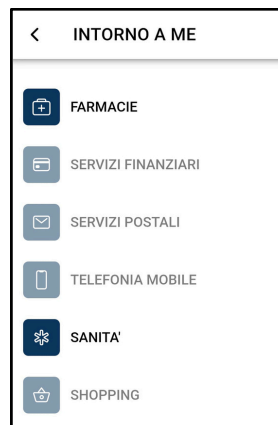 INTORNO A ME
FARMACIE
SERVIZI FINANZIARI
SERVIZI POSTALI
TELEFONIA MOBILE
SANITA'
SHOPPING